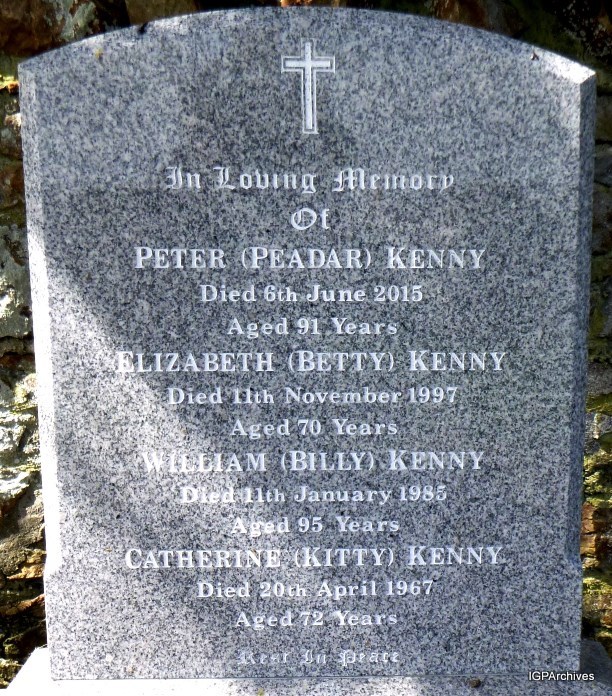 In Loving Memory
Of
PETER (PEADAR) KENNY
Died 6th June 2015
Aged 91 Years
ELIZABETH (BETTY) KENNY
Died 11th November 1997
Aged 70 Years
WILLIAM (BILLY) KENNY
Died 11th January 1985
Aged 95 Years
CATHERINE (KITTY) KENNY
Died 20th April 1967
Aged 72 Years
Rest In Peace
IGPArchives